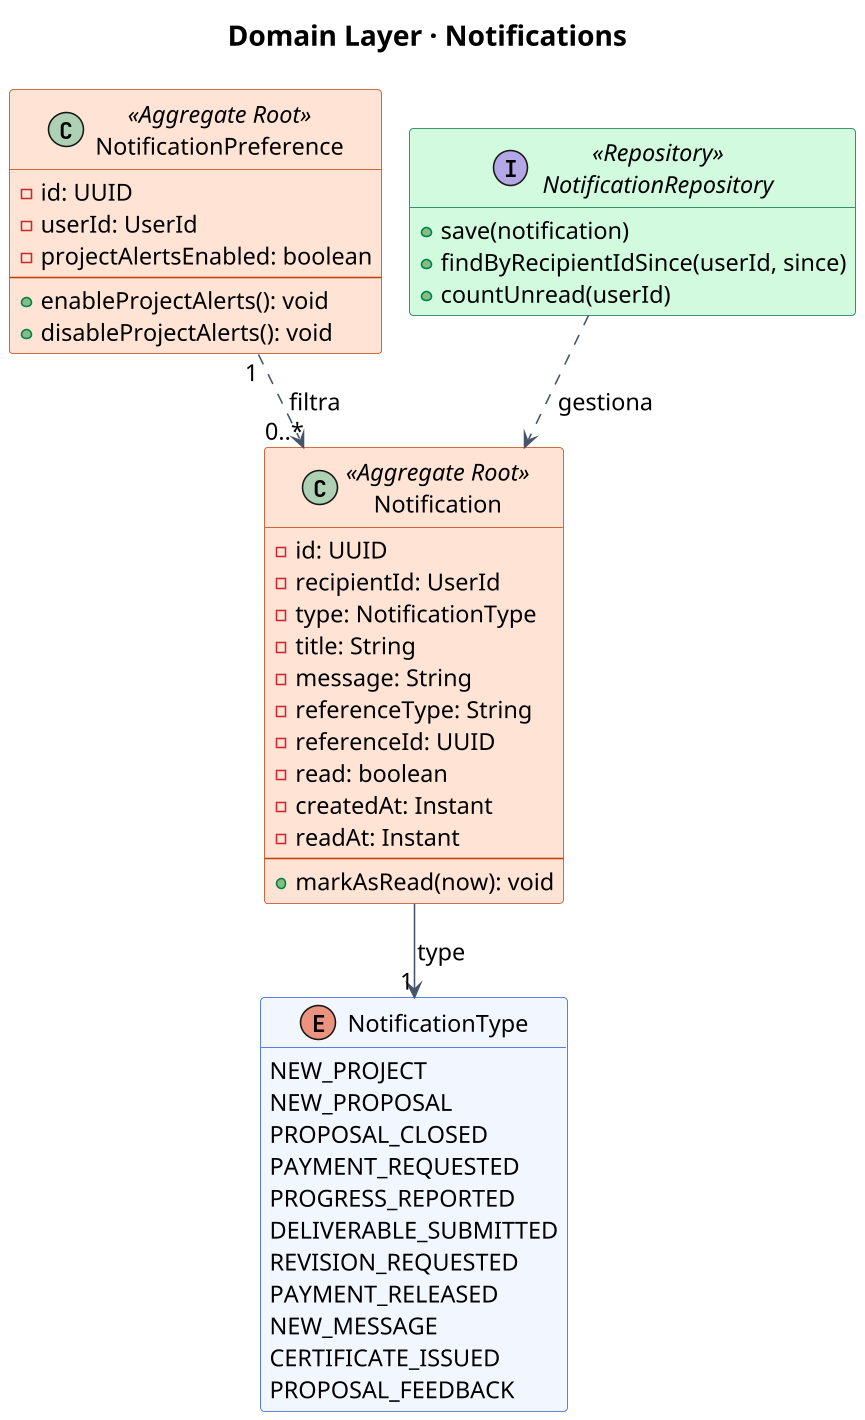 Domain Layer · Notifications
C
«Aggregate Root»
NotificationPreference
id: UUID
userId: UserId
projectAlertsEnabled: boolean
enableProjectAlerts(): void
disableProjectAlerts(): void
I
«Repository»
NotificationRepository
save(notification)
findByRecipientIdSince(userId, since)
countUnread(userId)
1
filtra
0..*
gestiona
C
«Aggregate Root»
Notification
id: UUID
recipientId: UserId
type: NotificationType
title: String
message: String
referenceType: String
referenceId: UUID
read: boolean
createdAt: Instant
readAt: Instant
markAsRead(now): void
type
1
E
NotificationType
NEW_PROJECT
NEW_PROPOSAL
PROPOSAL_CLOSED
PAYMENT_REQUESTED
PROGRESS_REPORTED
DELIVERABLE_SUBMITTED
REVISION_REQUESTED
PAYMENT_RELEASED
NEW_MESSAGE
CERTIFICATE_ISSUED
PROPOSAL_FEEDBACK